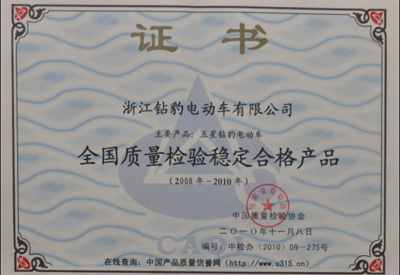 证书
浙江钻豹电动车有限公司
主要产品：五星钻豹电动车
全国质量检验稳定合格产品
（2008年－2010年）
中国质量检验协会
二〇一〇年十一月八日
编号：中检办（2010）09－275号
在线查询：中国产品质量信誉网 http://www.c315.cn